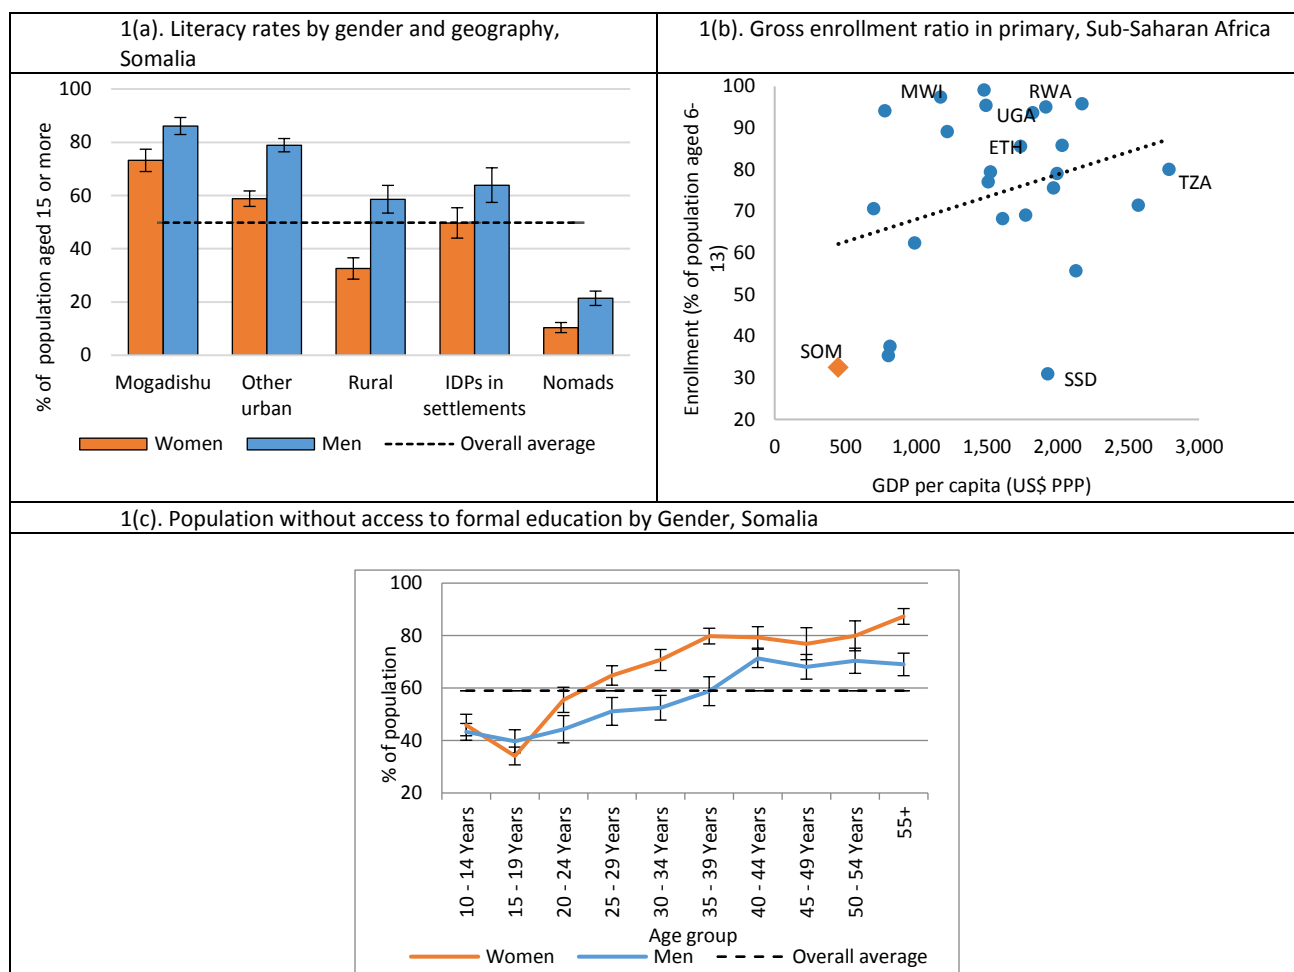 1(a). Literacy rates by gender and geography,
Somalia
1(b). Gross enrollment ratio in primary, Sub-Saharan Africa
% of population aged 15 or more
100
80
60
40
20
0
Mogadishu
Other
urban
Rural
IDPs in
settlements
Nomads
Women
Men
Overall average
Enrollment (% of population aged 6-
13)
100
90
80
70
60
50
40
30
20
MWI
RWA
UGA
ETH
TZA
SOM
SSD
0
500
1,000
1,500
2,000
2,500
3,000
GDP per capita (US$ PPP)
1(c). Population without access to formal education by Gender, Somalia
% of population
100
80
60
40
20
10 - 14 Years
15 - 19 Years
20 - 24 Years
25 - 29 Years
30 - 34 Years
35 - 39 Years
40 - 44 Years
45 - 49 Years
50 - 54 Years
55+
Age group
Women
Men
Overall average